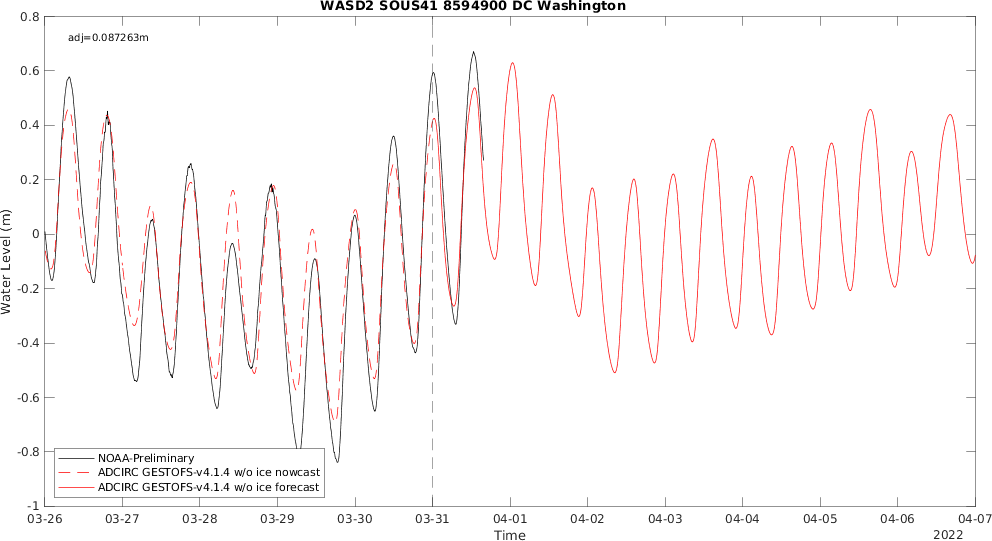 WASD2 SOUS41 8594900 DC Washington
adj=0.087263m
0.8
0.6
0.4
0.2
0
-0.2
-0.4
-0.6
-0.8
-1
Water Level (m)
NOAA-Preliminary
ADCIRC GESTOFS-v4.1.4 w/o ice nowcast
ADCIRC GESTOFS-v4.1.4 w/o ice forecast
03-26 03-27 03-28 03-29 03-30 03-31 04-01 04-02 04-03 04-04 04-05 04-06 04-07
Time
2022